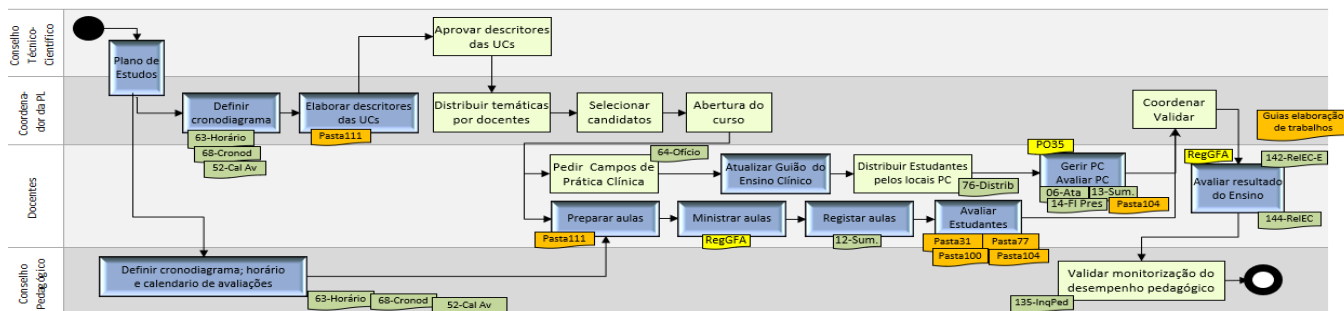 Conselho
Técnico-
Científico
Plano de
Estudos
Aprovar descritores
das UCs
Coordena-
dor da PL
Definir
cronodiagrama
63-Horário
68-Cronod
52-Cal Av
Elaborar descritores
das UCs
Pasta111
Distribuir temáticas
por docentes
Selecionar
candidatos
Abertura do
curso
Coordenar
Validar
Guias elaboração
de trabalhos
Docentes
Pedir Campos de
Prática Clínica
64-Ofício
Atualizar Guião do
Ensino Clínico
Distribuir Estudantes
pelos locais PC
76-Distrib
PO35
Gerir PC
Avaliar PC
06-Ata
13-Sum.
14-Fl Pres
Pasta104
RegGFA
142-RelEC-E
Avaliar resultado
do Ensino
144-RelEC
Preparar aulas
Pasta111
Ministrar aulas
RegGFA
Registar aulas
12-Sum.
Avaliar
Estudantes
Pasta31
Pasta77
Pasta100
Pasta104
Conselho
Pedagógico
Definir cronodiagrama; horário
e calendario de avaliações
63-Horário
68-Cronod
52-Cal Av
Validar monitorização do
desempenho pedagógico
135-InqPed